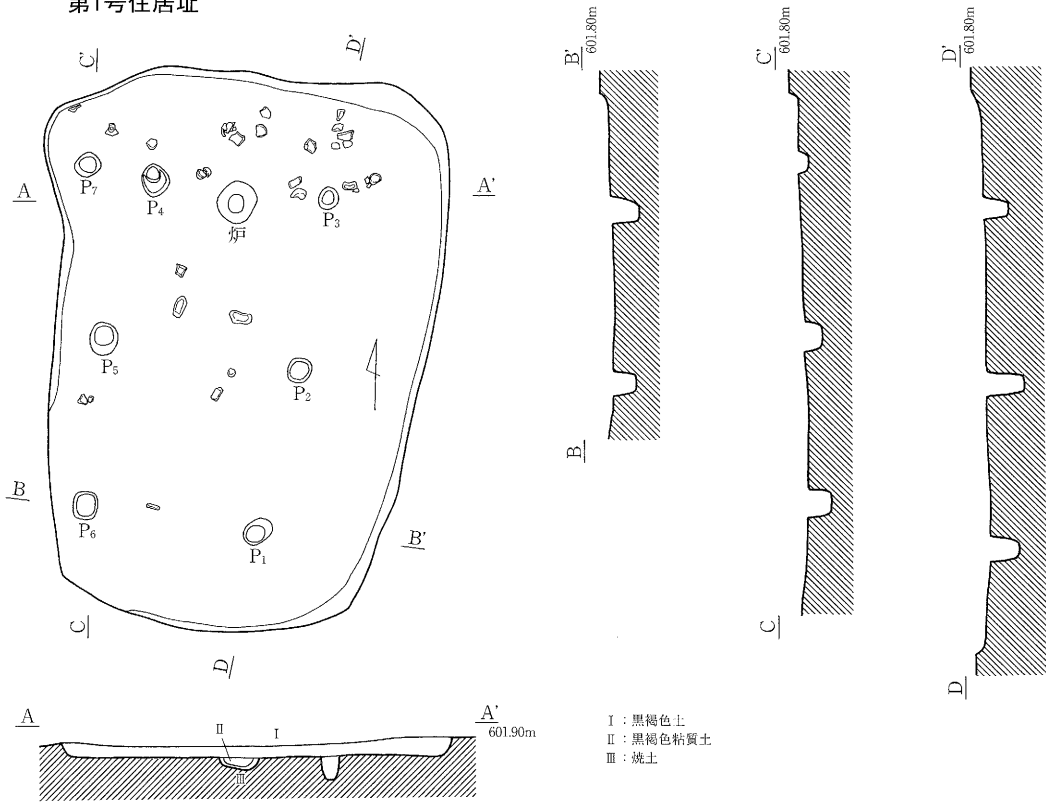 第1号住居址
C'
D'
A
A'
P7
P4
炉
P3
P5
P2
B
P6
P1
B'
C
D
B'
601.80m
B
C'
601.80m
C
D'
601.80m
D
A
A'
601.90m
Ⅱ
Ⅰ
Ⅲ
Ⅰ：黒褐色土
Ⅱ：黒褐色粘質土
Ⅲ：焼土